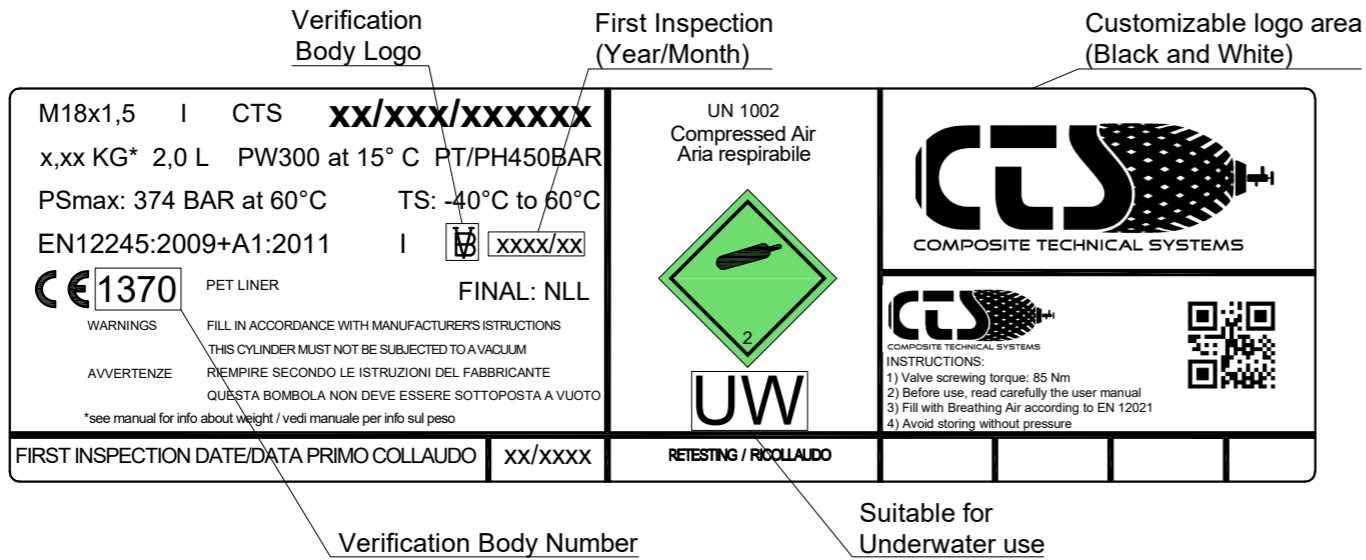 Verification
Body Logo
First Inspection
(Year/Month)
Customizable logo area
(Black and White)
M18x1,5 I CTS xx/xxx/xxxxxx
x,xx KG* 2,0 L PW300 at 15° C PT/PH450BAR
PSmax: 374 BAR at 60°C TS: -40°C to 60°C
EN12245:2009+A1:2011 I VB xxxx/xx
CE 1370 PET LINER FINAL: NLL
WARNINGS FILL IN ACCORDANCE WITH MANUFACTURER'S ISTRUCTIONS
THIS CYLINDER MUST NOT BE SUBJECTED TO A VACUUM
AVVERTENZE RIEMPIRE SECONDO LE ISTRUZIONI DEL FABBRICANTE
QUESTA BOMBOLA NON DEVE ESSERE SOTTOPOSTA A VUOTO
*see manual for info about weight / vedi manuale per info sul peso
UN 1002
Compressed Air
Aria respirabile
2
UW
CTS
COMPOSITE TECHNICAL SYSTEMS
CTS
COMPOSITE TECHNICAL SYSTEMS
INSTRUCTIONS:
1) Valve screwing torque: 85 Nm
2) Before use, read carefully the user manual
3) Fill with Breathing Air according to EN 12021
4) Avoid storing without pressure
FIRST INSPECTION DATE/DATA PRIMO COLLAUDO xx/xxxx
RETESTING / RICOLLAUDO
Verification Body Number
Suitable for
Underwater use